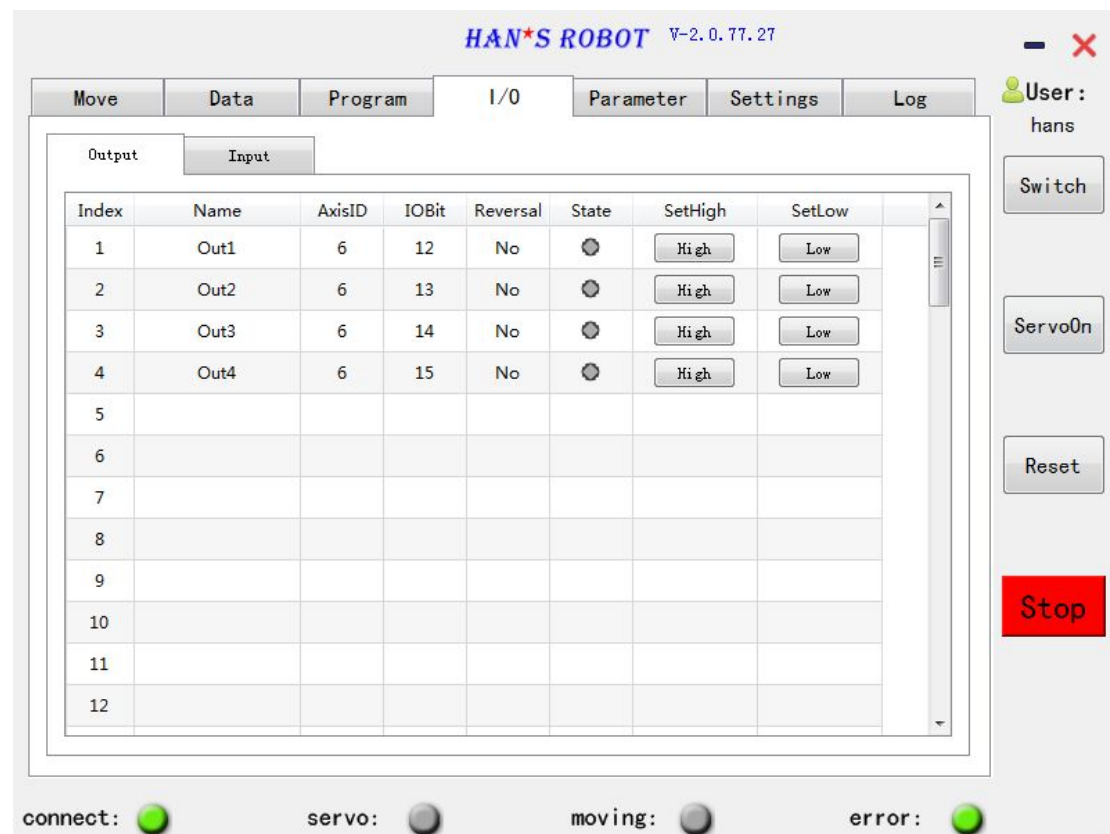 HAN★S ROBOT V-2.0.77.27
Move Data Program I/O Parameter Settings Log
User:
hans
Output Input
Switch
Index Name AxisID IOBit Reversal State SetHigh SetLow
1 Out1 6 12 No High Low
2 Out2 6 13 No High Low
3 Out3 6 14 No High Low
ServoOn
4 Out4 6 15 No High Low
5
6
Reset
7
8
9
10
Stop
11
12
connect: servo: moving: error: